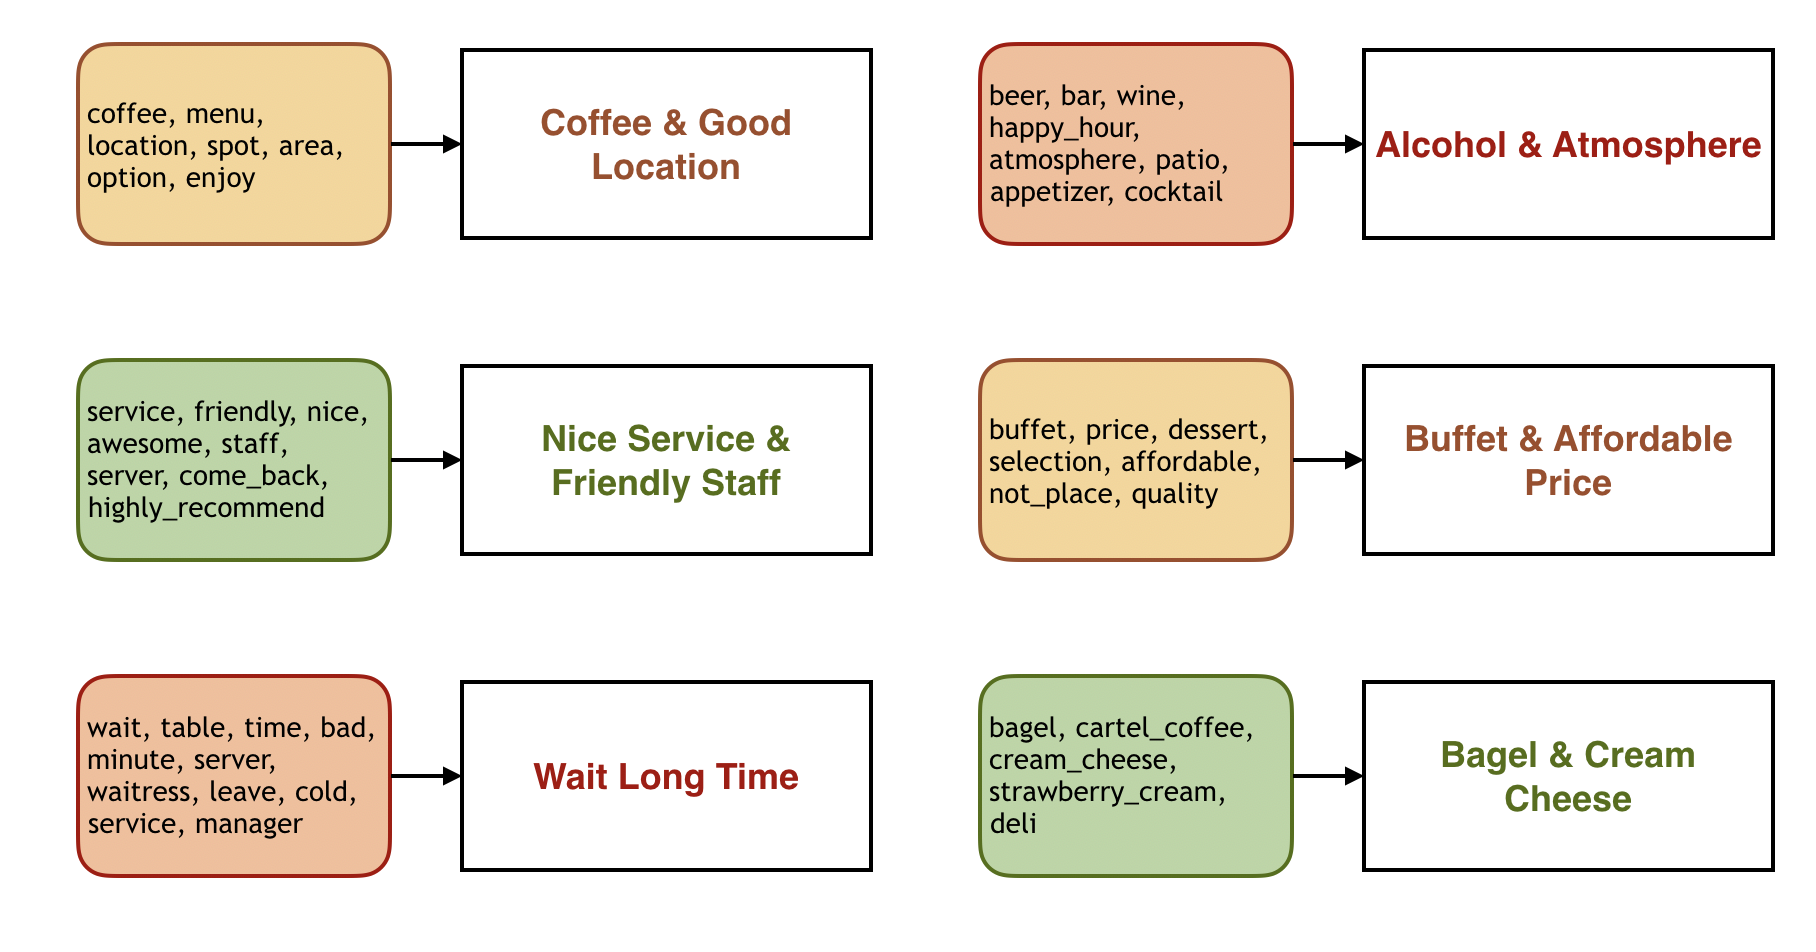 coffee, menu,
location, spot, area,
option, enjoy
Coffee & Good
Location
beer, bar, wine,
happy_hour,
atmosphere, patio,
appetizer, cocktail
Alcohol & Atmosphere
service, friendly, nice,
awesome, staff,
server, come_back,
highly_recommend
Nice Service &
Friendly Staff
buffet, price, dessert,
selection, affordable,
not_place, quality
Buffet & Affordable
Price
wait, table, time, bad,
minute, server,
waitress, leave, cold,
service, manager
Wait Long Time
bagel, cartel_coffee,
cream_cheese,
strawberry_cream,
deli
Bagel & Cream
Cheese